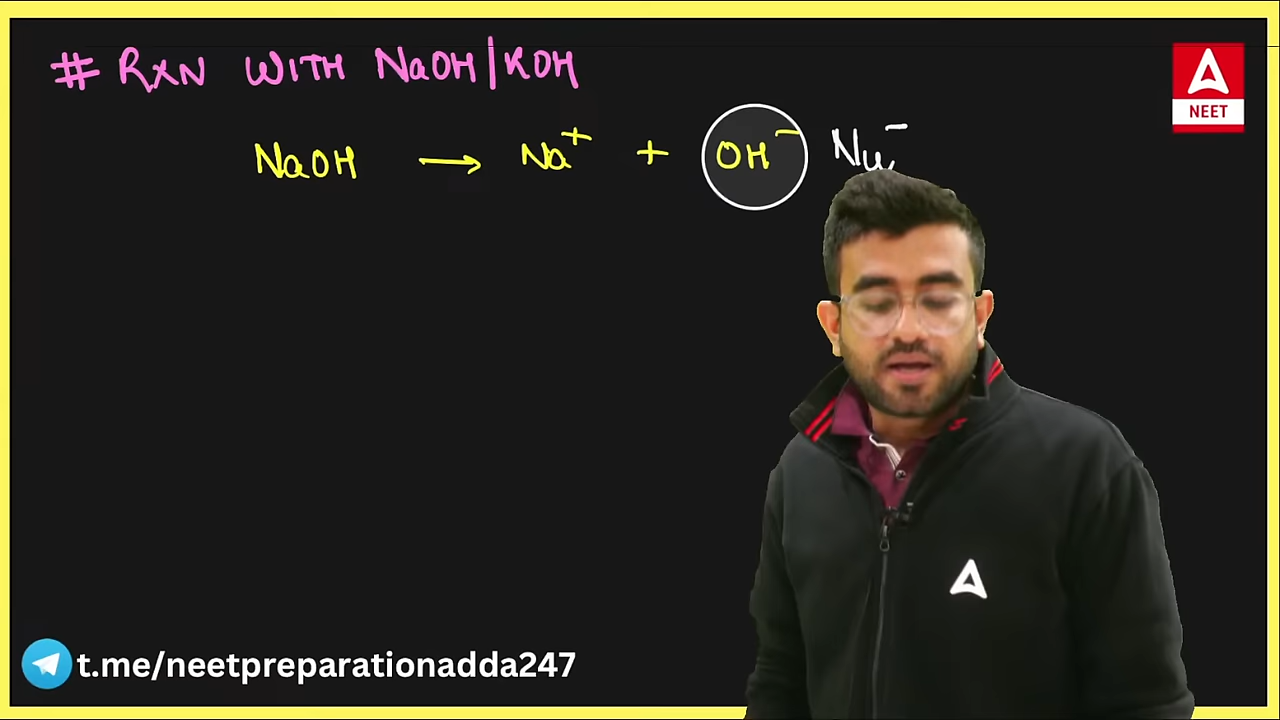 # RXN WITH NaOH/KOH
NaOH → Na⁺ + OH⁻ Nu⁻
NEET
t.me/neetpreparationadda247